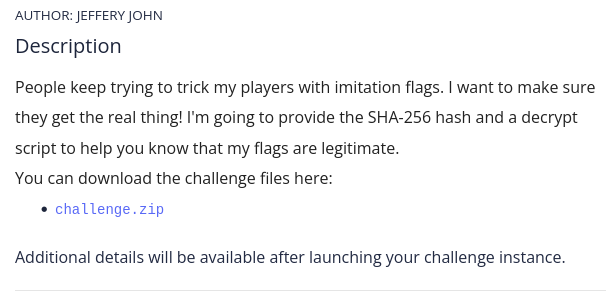 AUTHOR: JEFFERY JOHN
Description
People keep trying to trick my players with imitation flags. I want to make sure
they get the real thing! I'm going to provide the SHA-256 hash and a decrypt
script to help you know that my flags are legitimate.
You can download the challenge files here:
• challenge.zip
Additional details will be available after launching your challenge instance.